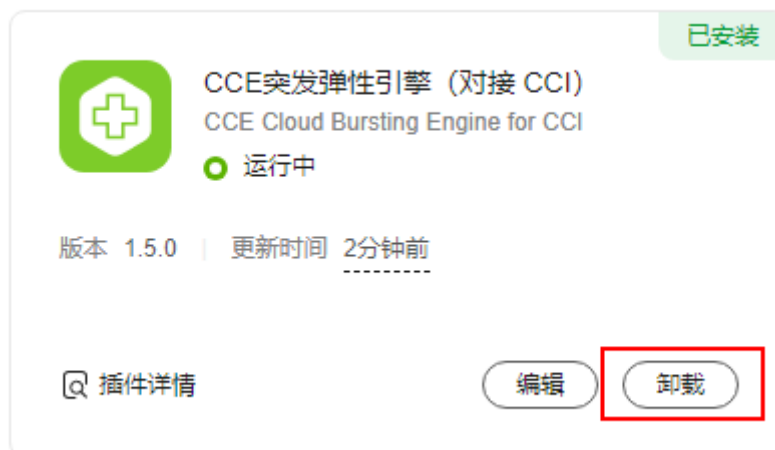 已安装
CCE突发弹性引擎（对接 CCI）
CCE Cloud Bursting Engine for CCI
运行中
版本 1.5.0 更新时间 2分钟前
插件详情 编辑 卸载